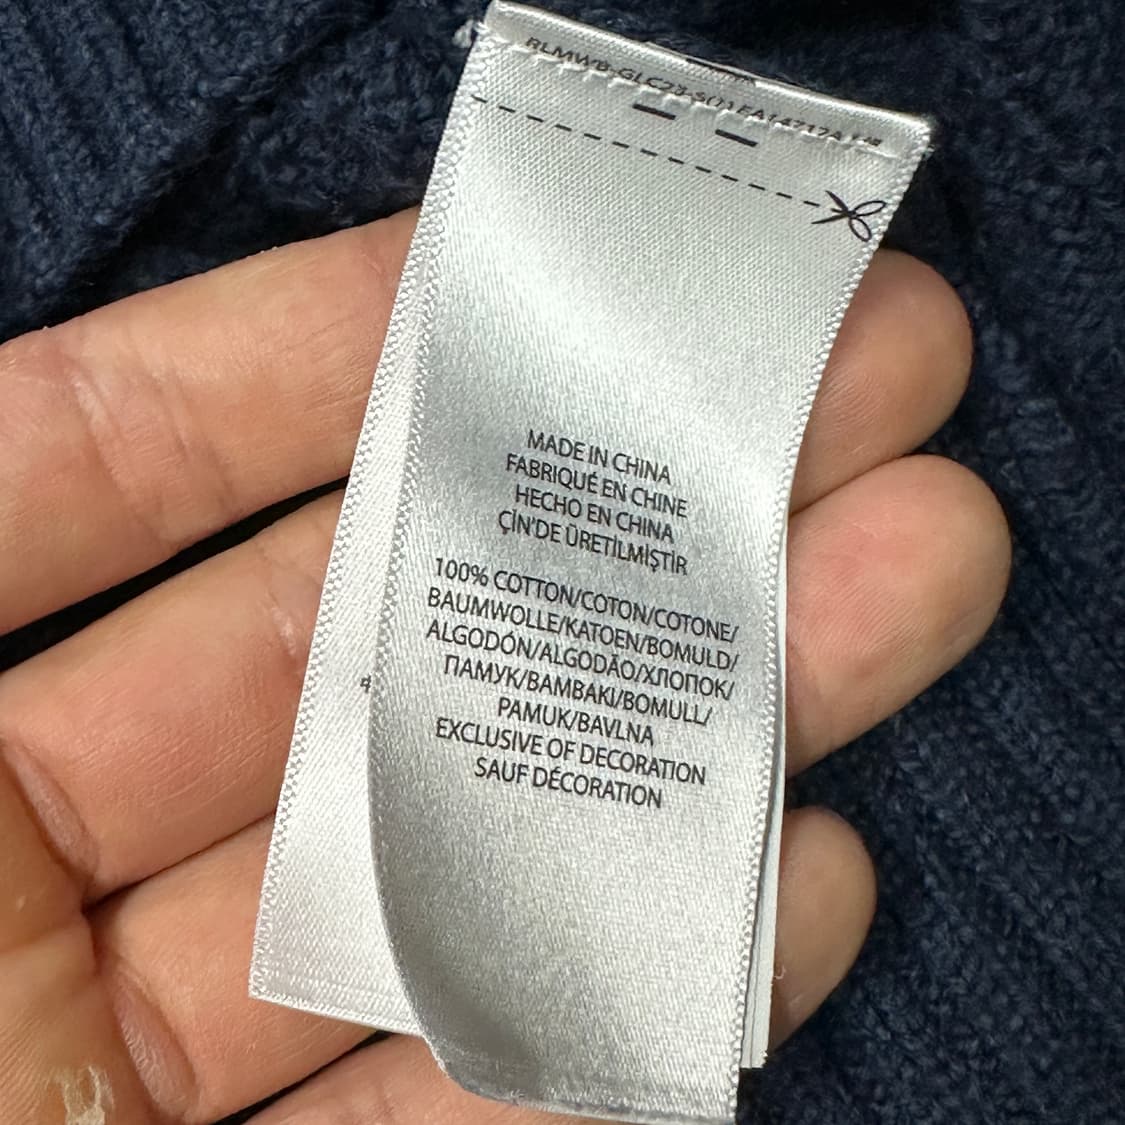 MADE IN CHINA
FABRIQUÉ EN CHINE
HECHO EN CHINA
ÇİN'DE ÜRETİLMİŞTİR
100% COTTON/COTON/COTONE/
BAUMWOLLE/KATOEN/BOMULD/
ALGODÓN/ALGODÃO/ХЛОПОК/
ПАМУК/BAMBAKI/BOMULL/
PAMUK/BAVLNA
EXCLUSIVE OF DECORATION
SAUF DÉCORATION